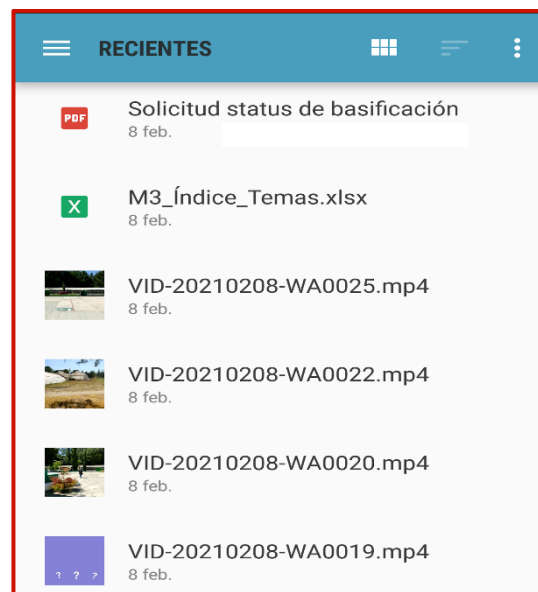 RECIENTES
PDF
Solicitud status de basificación
8 feb.
X
M3_Índice_Temas.xlsx
8 feb.
VID-20210208-WA0025.mp4
8 feb.
VID-20210208-WA0022.mp4
8 feb.
VID-20210208-WA0020.mp4
8 feb.
? ? ?
VID-20210208-WA0019.mp4
8 feb.